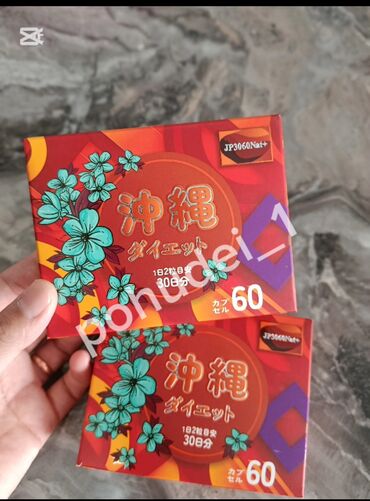 JP3060Nat+
沖縄
ダイエット
1日2粒目安
30日分
カプセル 60
pohudei_1
JP3060Nat+
沖縄
ダイエット
1日2粒目安
30日分
カプセル 60